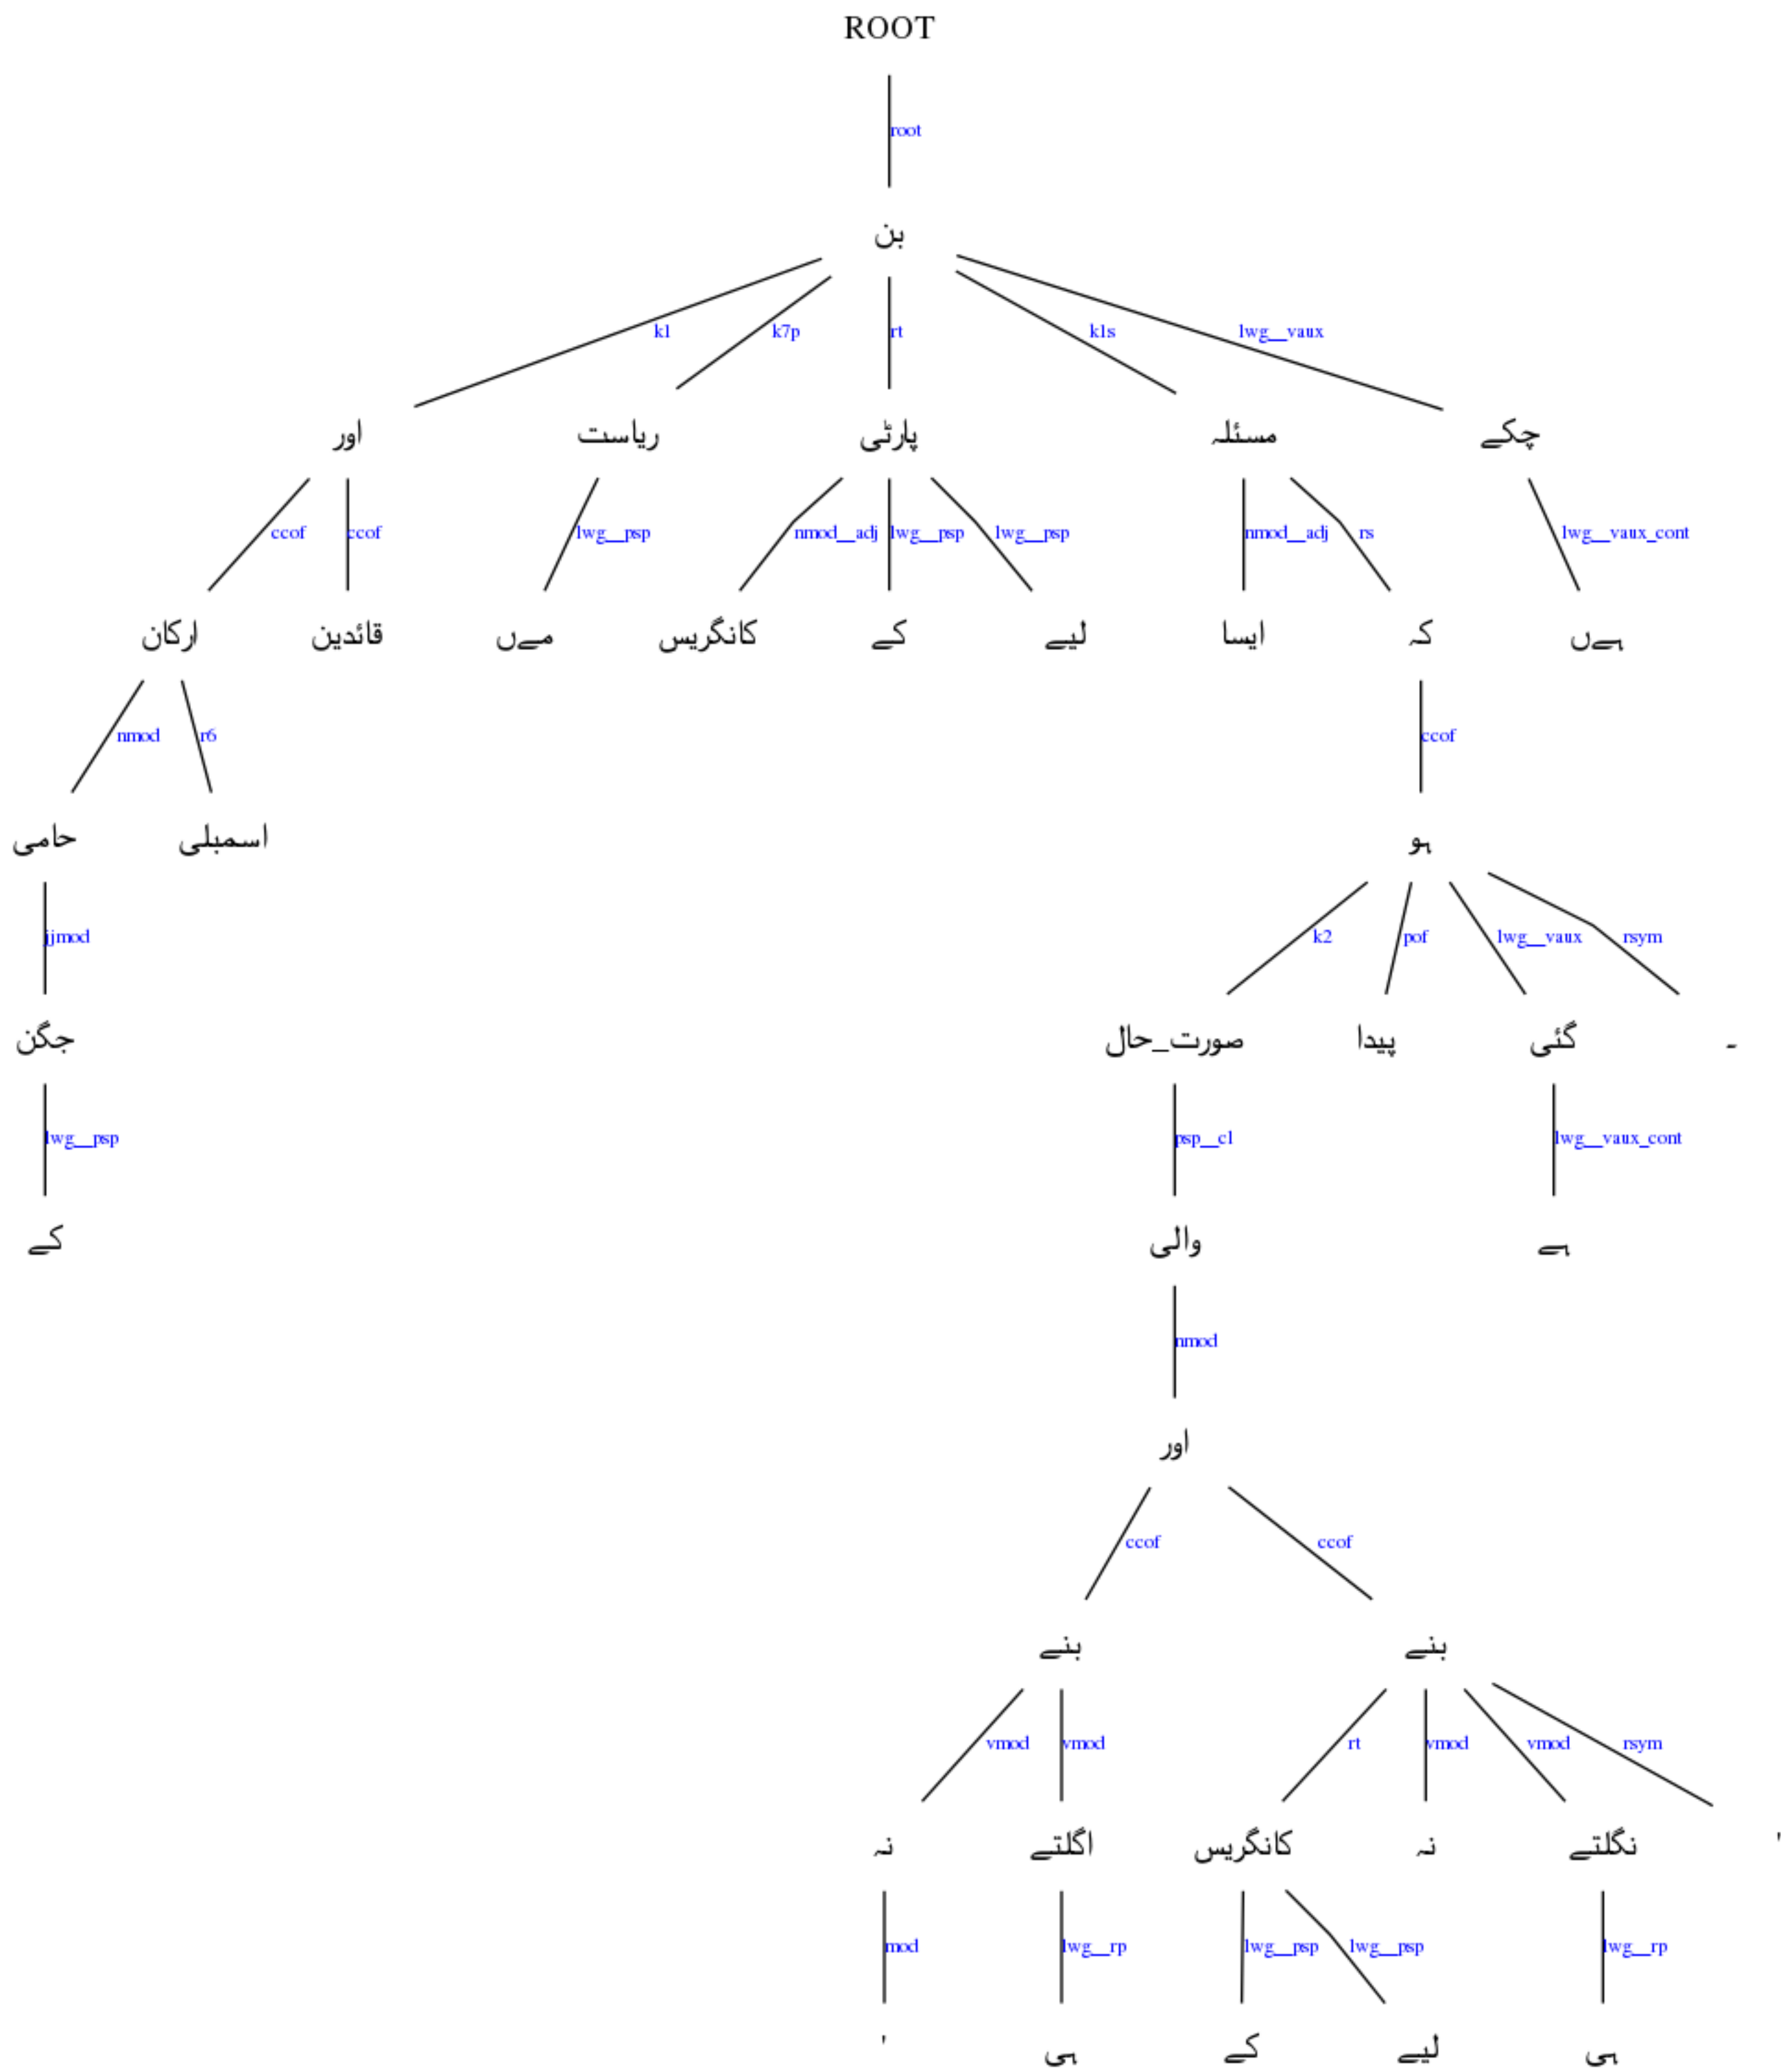 ROOT
root
بن
k1 k7p rt k1s lwg__vaux
اور ریاست پارٹی مسئلہ چکے
ccof ccof lwg__psp nmod__adj lwg__psp lwg__psp nmod__adj rs lwg__vaux_cont
ارکان قائدین مےں کانگریس کے لیے ایسا کہ ہےں
nmod r6 ccof
حامی اسمبلی ہو
jjmod k2 pof lwg__vaux rsym
جگن صورت_حال پیدا گئی ۔
lwg__psp psp__cl lwg__vaux_cont
کے والی ہے
nmod
اور
ccof ccof
بنے بنے
vmod vmod rt vmod vmod rsym
نہ اگلتے کانگریس نہ نگلتے '
mod lwg__rp lwg__psp lwg__psp lwg__rp
' ہی کے لیے ہی